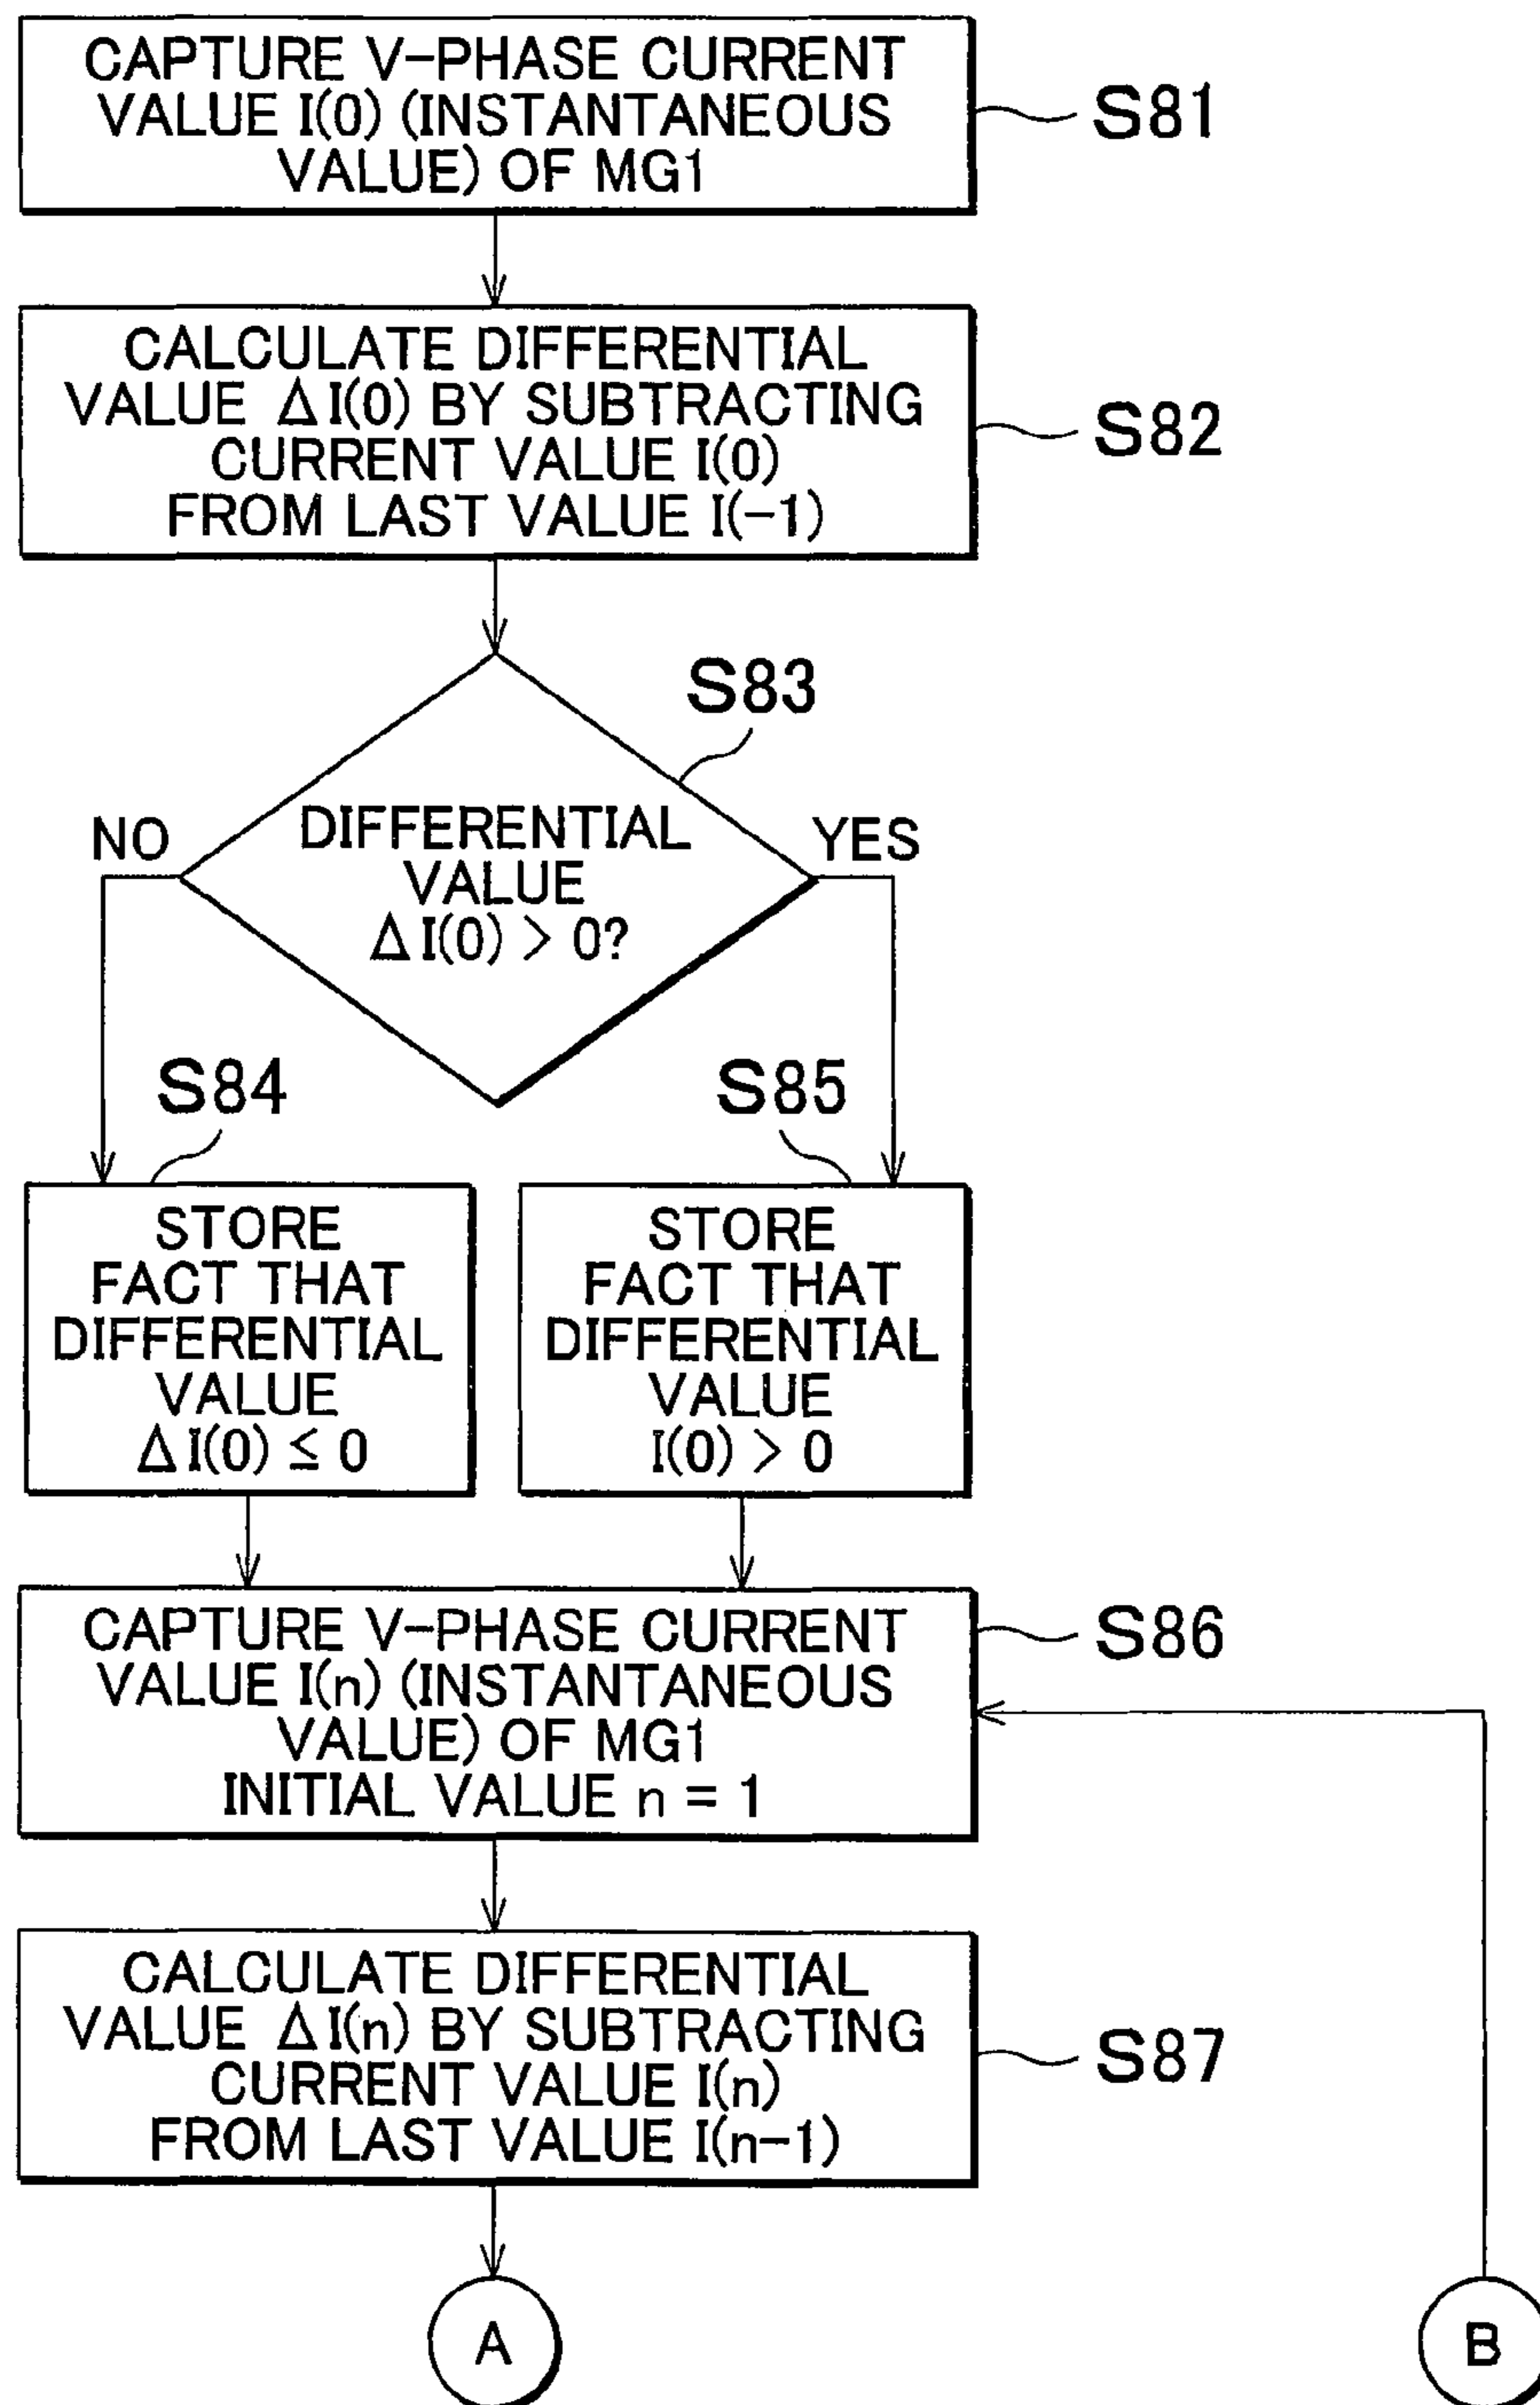 CAPTURE V-PHASE CURRENT
VALUE I(0) (INSTANTANEOUS
VALUE) OF MG1
S81
CALCULATE DIFFERENTIAL
VALUE ΔI(0) BY SUBTRACTING
CURRENT VALUE I(0)
FROM LAST VALUE I(-1)
S82
S83
NO
DIFFERENTIAL
VALUE
ΔI(0) > 0?
YES
S84
S85
STORE
FACT THAT
DIFFERENTIAL
VALUE
ΔI(0) ≤ 0
STORE
FACT THAT
DIFFERENTIAL
VALUE
I(0) > 0
CAPTURE V-PHASE CURRENT
VALUE I(n) (INSTANTANEOUS
VALUE) OF MG1
INITIAL VALUE n = 1
S86
CALCULATE DIFFERENTIAL
VALUE ΔI(n) BY SUBTRACTING
CURRENT VALUE I(n)
FROM LAST VALUE I(n-1)
S87
A
B